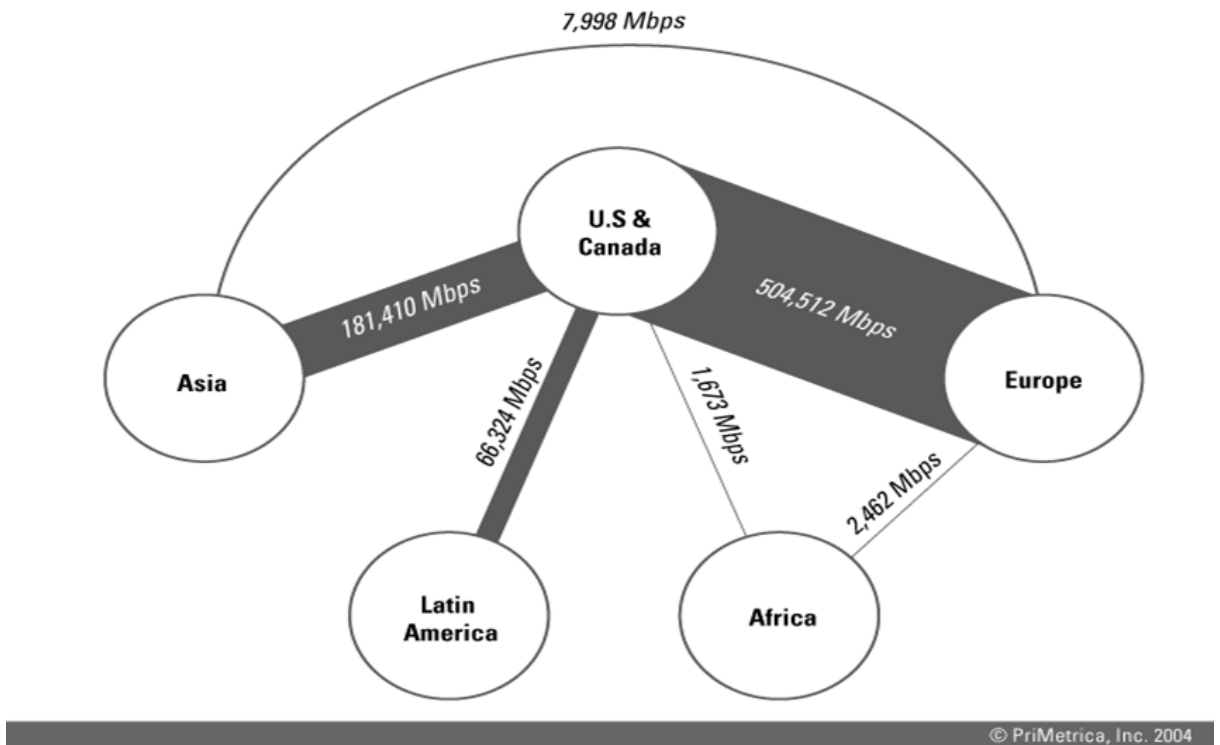 7,998 Mbps
U.S &
Canada
181,410 Mbps
504,512 Mbps
Asia
Europe
66,324 Mbps
1,673 Mbps
2,462 Mbps
Latin
America
Africa
© PriMetrica, Inc. 2004